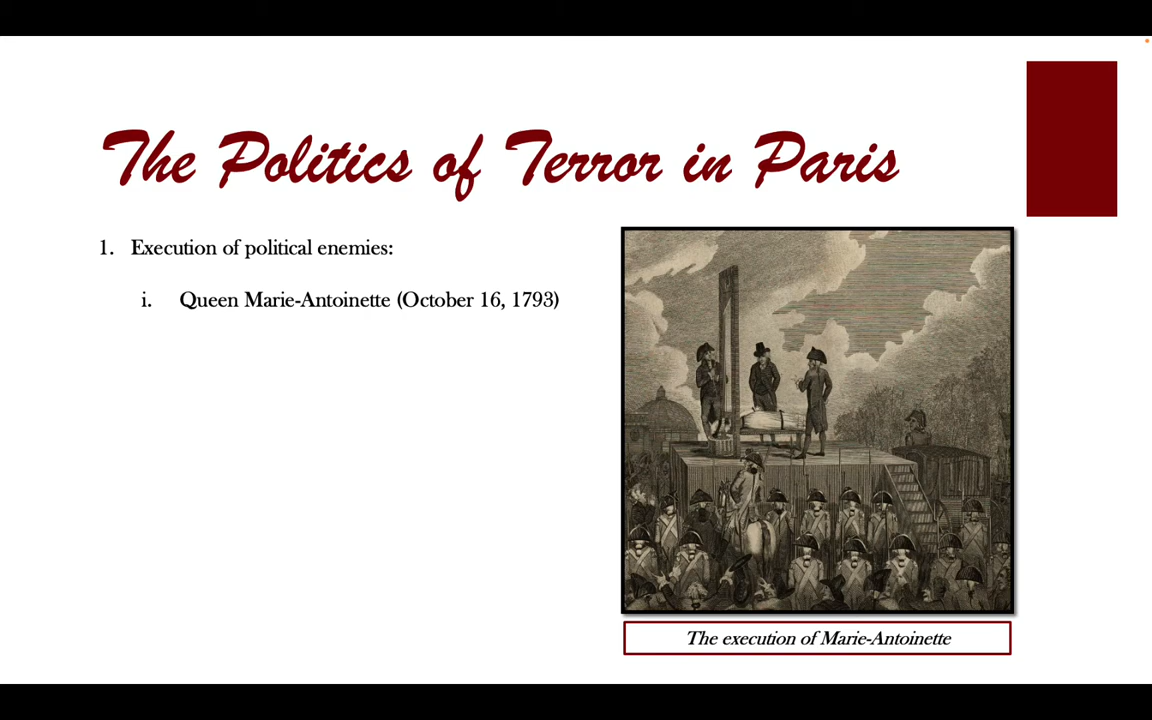 The Politics of Terror in Paris
1. Execution of political enemies:
i. Queen Marie-Antoinette (October 16, 1793)
The execution of Marie-Antoinette